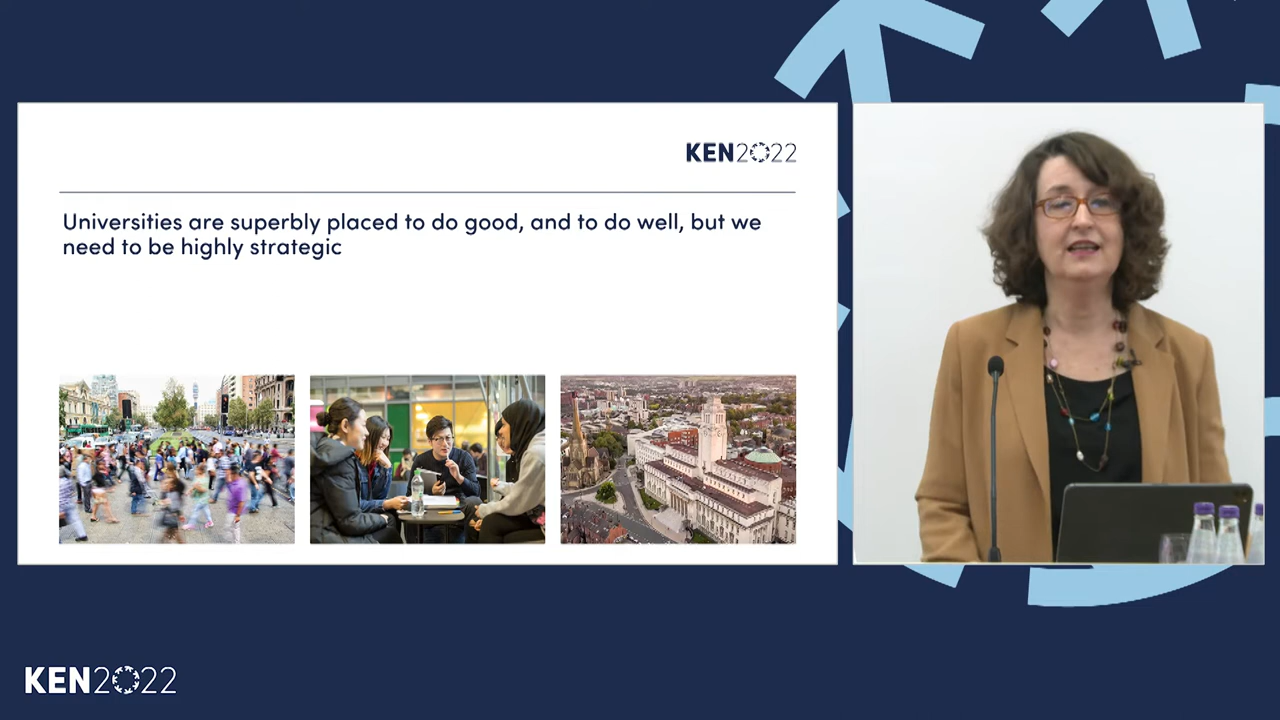 KEN2022
Universities are superbly placed to do good, and to do well, but we
need to be highly strategic
KEN2022